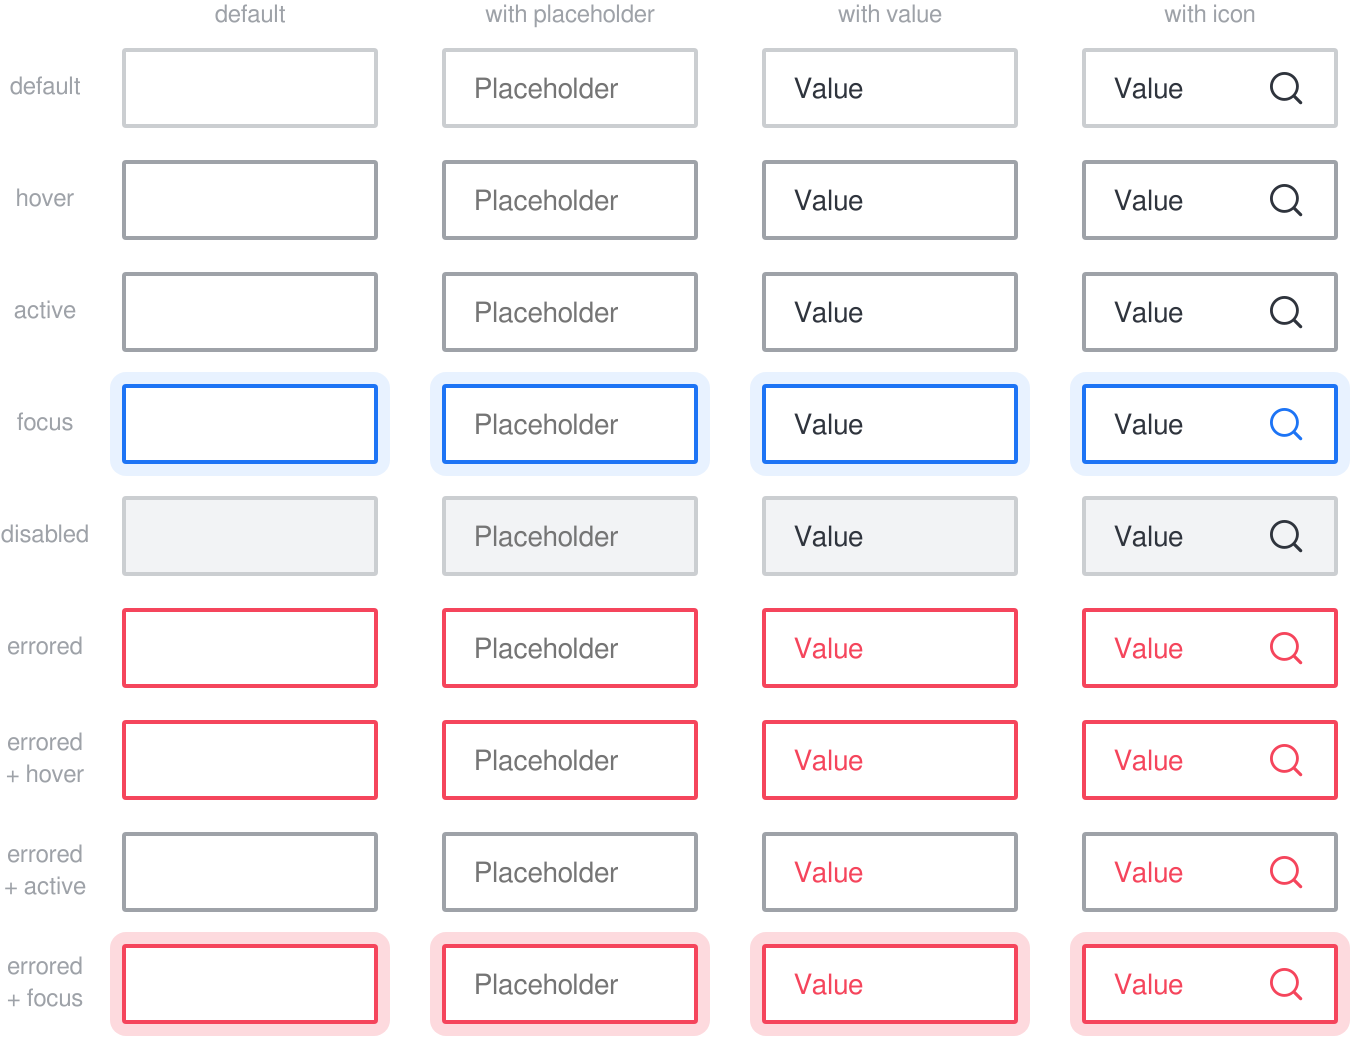 default with placeholder with value with icon
default Placeholder Value Value
hover Placeholder Value Value
active Placeholder Value Value
focus Placeholder Value Value
disabled Placeholder Value Value
errored Placeholder Value Value
errored
+ hover Placeholder Value Value
errored
+ active Placeholder Value Value
errored
+ focus Placeholder Value Value